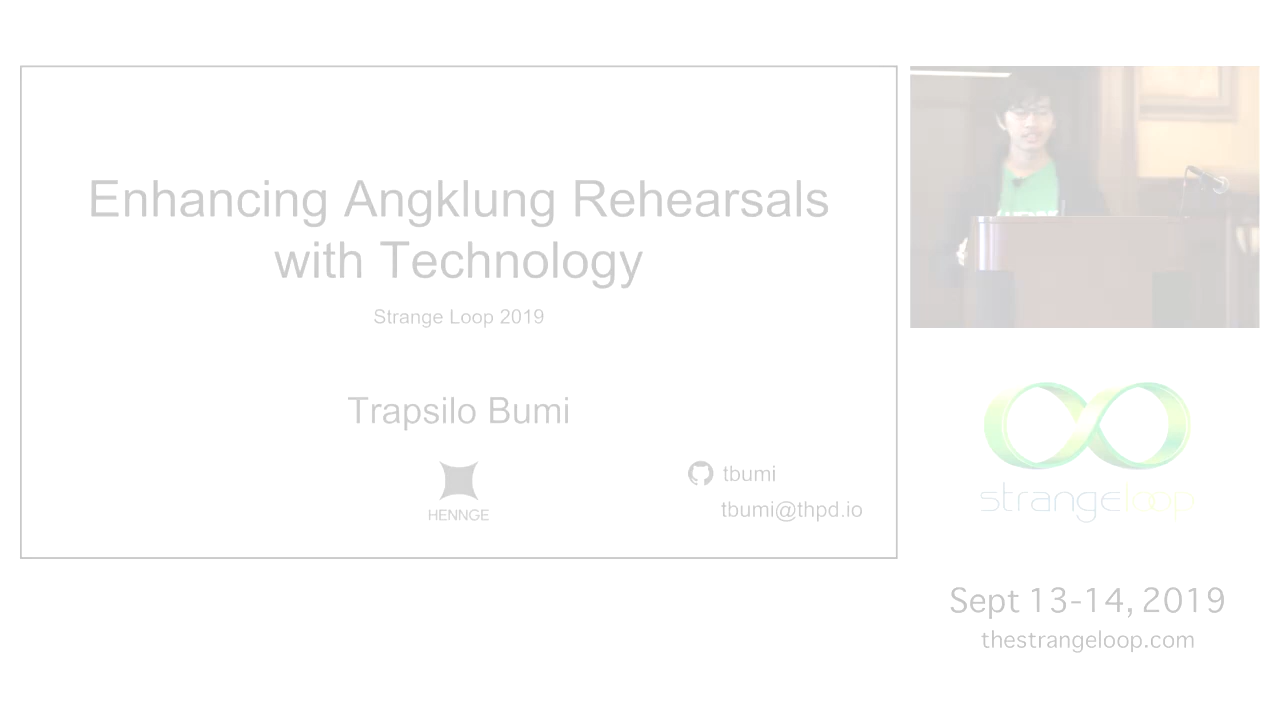 Enhancing Angklung Rehearsals
with Technology
Strange Loop 2019
Trapsilo Bumi
HENNGE
tbumi
tbumi@thpd.io
strangeloop
Sept 13-14, 2019
thestrangeloop.com